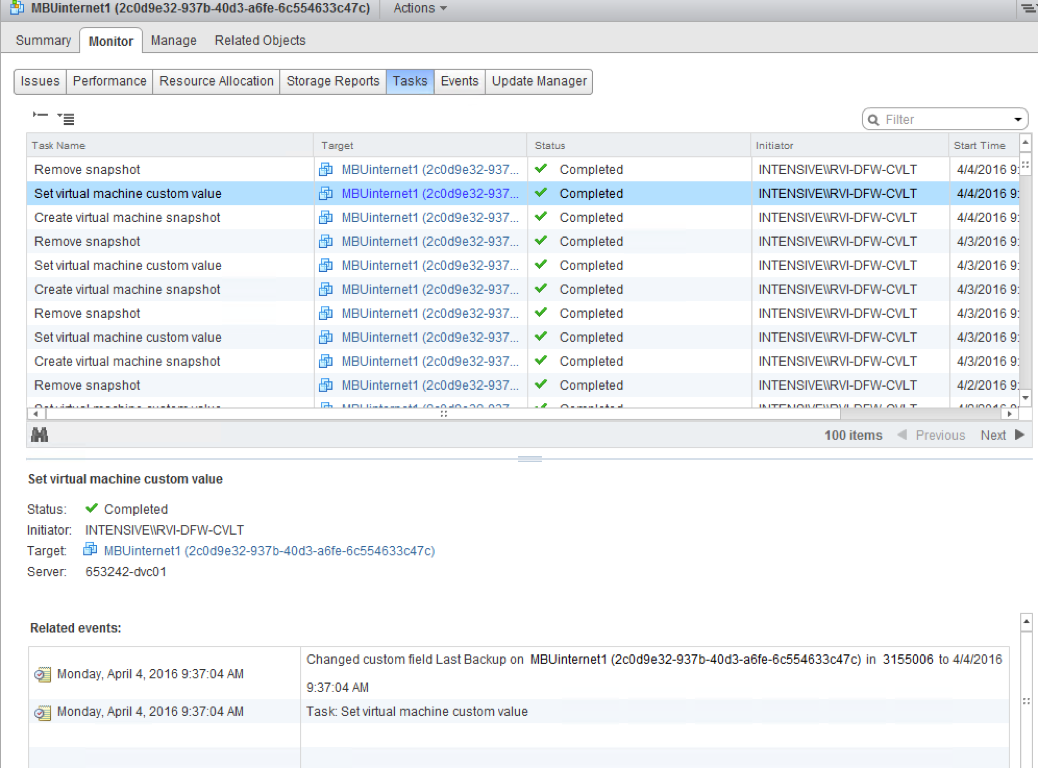 MBUinternet1 (2c0d9e32-937b-40d3-a6fe-6c554633c47c) Actions
Summary Monitor Manage Related Objects
Issues Performance Resource Allocation Storage Reports Tasks Events Update Manager
Filter
Task Name Target Status Initiator Start Time
Remove snapshot MBUinternet1 (2c0d9e32-937... Completed INTENSIVE\\RVI-DFW-CVLT 4/4/2016 9:
Set virtual machine custom value MBUinternet1 (2c0d9e32-937... Completed INTENSIVE\\RVI-DFW-CVLT 4/4/2016 9:
Create virtual machine snapshot MBUinternet1 (2c0d9e32-937... Completed INTENSIVE\\RVI-DFW-CVLT 4/4/2016 9:
Remove snapshot MBUinternet1 (2c0d9e32-937... Completed INTENSIVE\\RVI-DFW-CVLT 4/3/2016 9:
Set virtual machine custom value MBUinternet1 (2c0d9e32-937... Completed INTENSIVE\\RVI-DFW-CVLT 4/3/2016 9:
Create virtual machine snapshot MBUinternet1 (2c0d9e32-937... Completed INTENSIVE\\RVI-DFW-CVLT 4/3/2016 9:
Remove snapshot MBUinternet1 (2c0d9e32-937... Completed INTENSIVE\\RVI-DFW-CVLT 4/3/2016 9:
Set virtual machine custom value MBUinternet1 (2c0d9e32-937... Completed INTENSIVE\\RVI-DFW-CVLT 4/3/2016 9:
Create virtual machine snapshot MBUinternet1 (2c0d9e32-937... Completed INTENSIVE\\RVI-DFW-CVLT 4/3/2016 9:
Remove snapshot MBUinternet1 (2c0d9e32-937... Completed INTENSIVE\\RVI-DFW-CVLT 4/2/2016 9:
100 items Previous Next
Set virtual machine custom value
Status: Completed
Initiator: INTENSIVE\\RVI-DFW-CVLT
Target: MBUinternet1 (2c0d9e32-937b-40d3-a6fe-6c554633c47c)
Server: 653242-dvc01
Related events:
Monday, April 4, 2016 9:37:04 AM Changed custom field Last Backup on MBUinternet1 (2c0d9e32-937b-40d3-a6fe-6c554633c47c) in 3155006 to 4/4/2016
9:37:04 AM
Monday, April 4, 2016 9:37:04 AM Task: Set virtual machine custom value